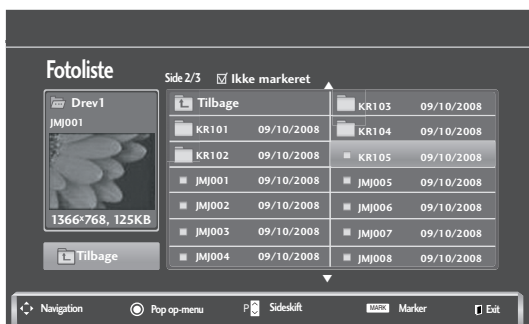 Fotoliste
Side 2/3 ☑ Ikke markeret
Drev1
JMJ001
1366×768, 125KB
Tilbage
Tilbage
KR101 09/10/2008
KR102 09/10/2008
JMJ001 09/10/2008
JMJ002 09/10/2008
JMJ003 09/10/2008
JMJ004 09/10/2008
KR103 09/10/2008
KR104 09/10/2008
KR105 09/10/2008
JMJ005 09/10/2008
JMJ006 09/10/2008
JMJ007 09/10/2008
JMJ008 09/10/2008
Navigation Pop op-menu P Sideskift MARK Marker Exit